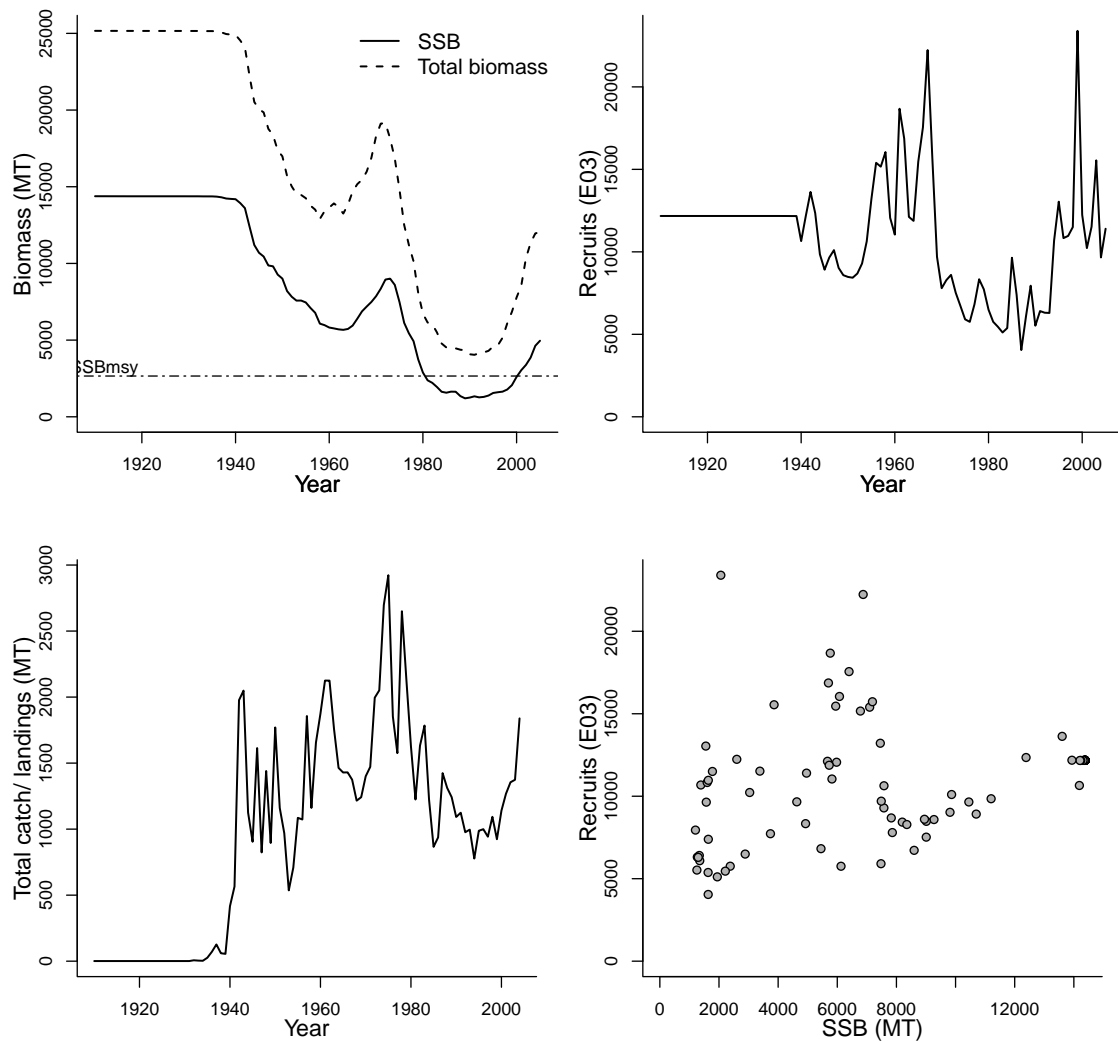 Biomass (MT)
0 5000 10000 15000 20000 25000
SSB
Total biomass
SSBmsy
1920 1940 1960 1980 2000
Year
Recruits (E03)
0 5000 10000 15000 20000
1920 1940 1960 1980 2000
Year
Total catch/ landings (MT)
0 500 1000 1500 2000 2500 3000
1920 1940 1960 1980 2000
Year
Recruits (E03)
0 5000 10000 15000 20000
0 2000 4000 6000 8000 12000
SSB (MT)